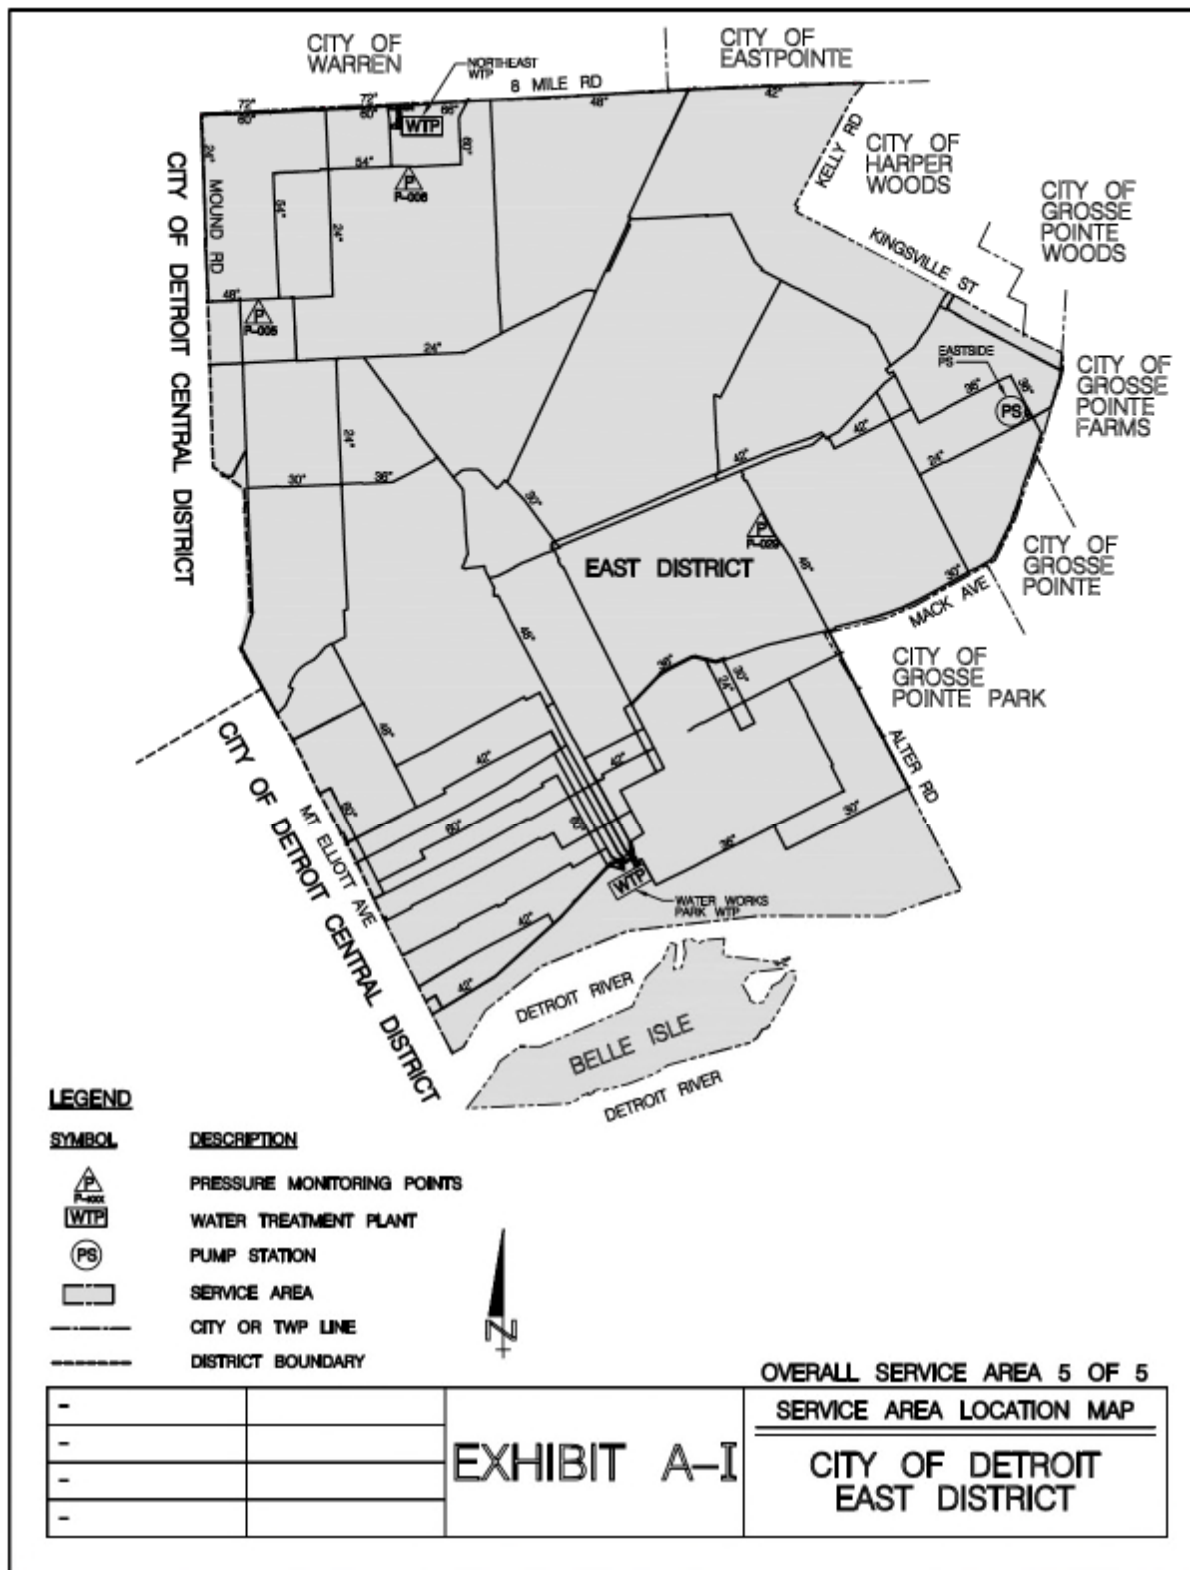 CITY OF
WARREN
NORTHEAST
WTP
CITY OF
EASTPOINTE
8 MILE RD
72"
60"
72"
60"
66"
48"
42"
WTP
60"
24"
MOUND RD
54"
P
P-006
54"
24"
48"
P
P-005
24"
CITY OF DETROIT CENTRAL DISTRICT
KELLY RD
CITY OF
HARPER
WOODS
CITY OF
GROSSE
POINTE
WOODS
KINGSVILLE ST
EASTSIDE
PS
36"
36"
PS
CITY OF
GROSSE
POINTE
FARMS
42"
24"
42"
24"
30"
36"
30"
P
P-029
EAST DISTRICT
48"
30"
MACK AVE
CITY OF
GROSSE
POINTE
CITY OF
GROSSE
POINTE PARK
48"
36"
30"
24"
ALTER RD
48"
42"
42"
60"
60"
60"
30"
36"
MT ELLIOTT AVE
CITY OF DETROIT CENTRAL DISTRICT
WTP
WATER WORKS
PARK WTP
42"
42"
DETROIT RIVER
BELLE ISLE
DETROIT RIVER
LEGEND
SYMBOL DESCRIPTION
P
P-xxx
PRESSURE MONITORING POINTS
WTP WATER TREATMENT PLANT
PS PUMP STATION
SERVICE AREA
CITY OR TWP LINE
DISTRICT BOUNDARY
N
OVERALL SERVICE AREA 5 OF 5
-
-
-
-
EXHIBIT A-I
SERVICE AREA LOCATION MAP
CITY OF DETROIT
EAST DISTRICT